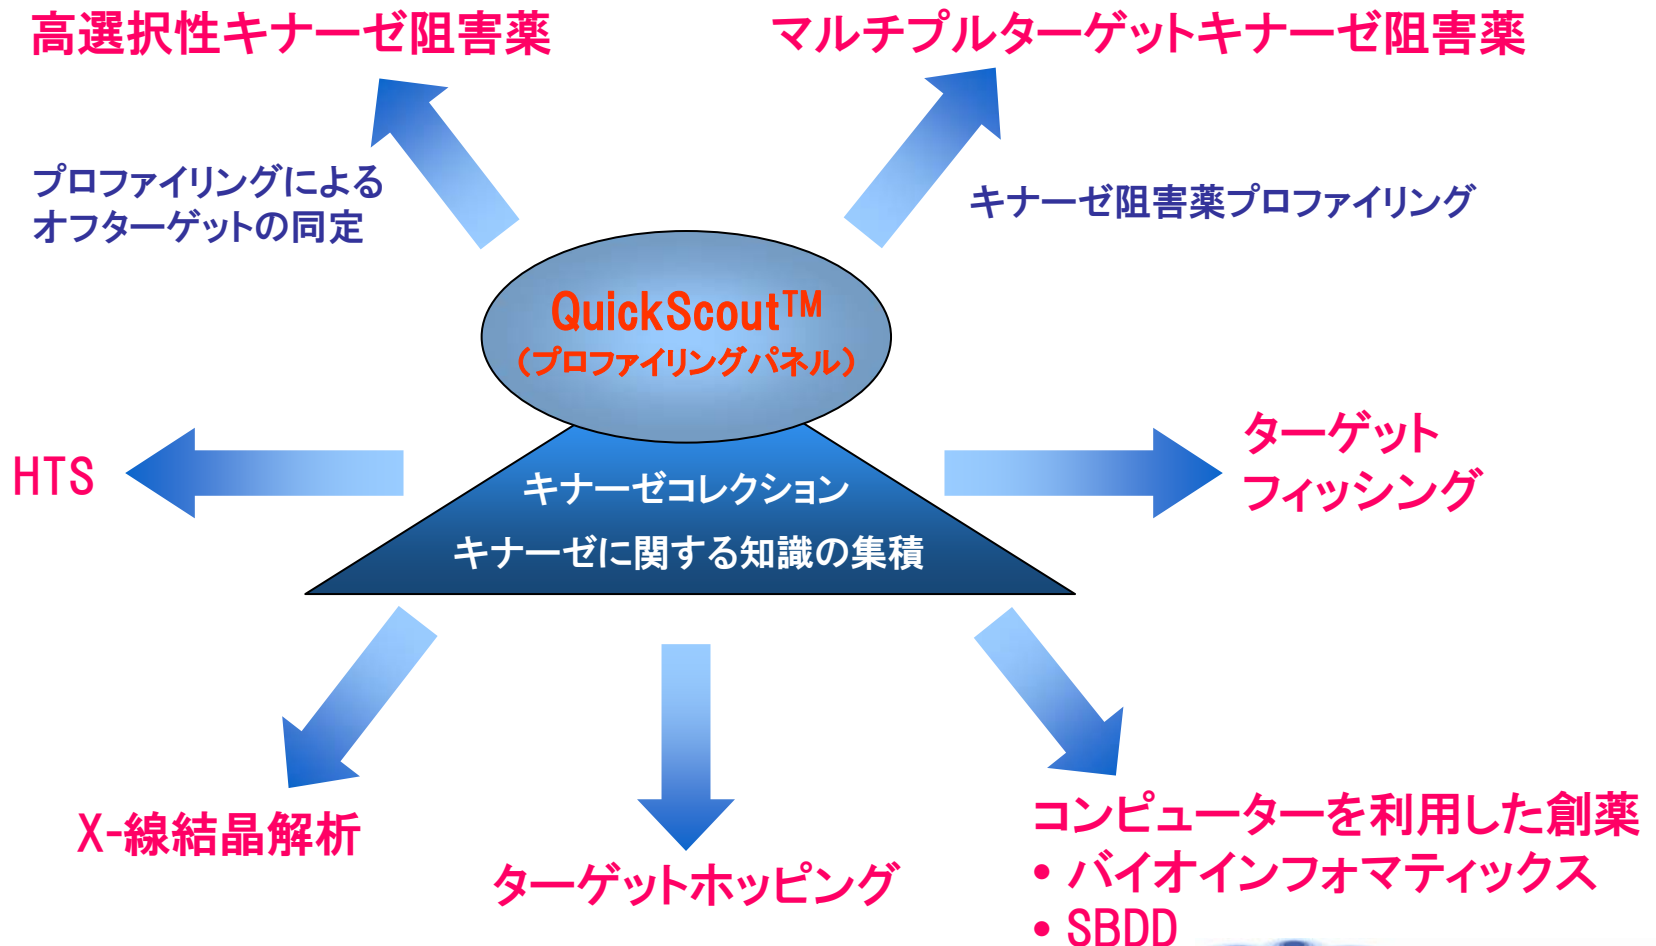 高選択性キナーゼ阻害薬
マルチプルターゲットキナーゼ阻害薬
プロファイリングによる
オフターゲットの同定
キナーゼ阻害薬プロファイリング
QuickScout™
（プロファイリングパネル）
HTS
ターゲット
フィッシング
キナーゼコレクション
キナーゼに関する知識の集積
X-線結晶解析
ターゲットホッピング
コンピューターを利用した創薬
• バイオインフォマティックス
• SBDD